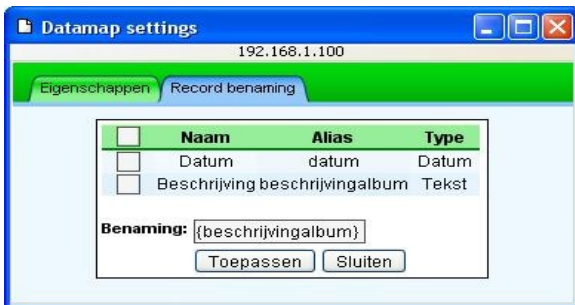 Datamap settings
192.168.1.100
Eigenschappen Record benaming
Naam Alias Type
Datum datum Datum
Beschrijving beschrijvingalbum Tekst
Benaming: {beschrijvingalbum}
Toepassen Sluiten